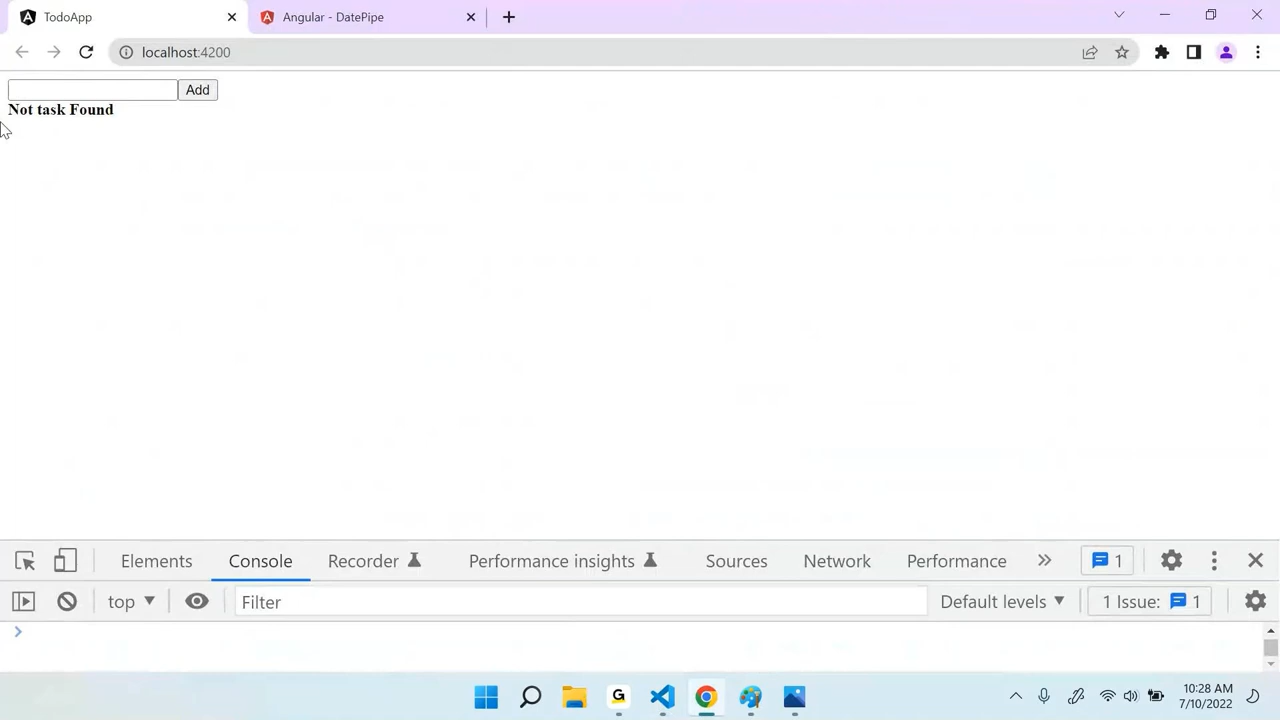 TodoApp
Angular - DatePipe
localhost:4200
Add
Not task Found
Elements
Console
Recorder
Performance insights
Sources
Network
Performance
1
top
Filter
Default levels
1 Issue:
1
G
10:28 AM
7/10/2022